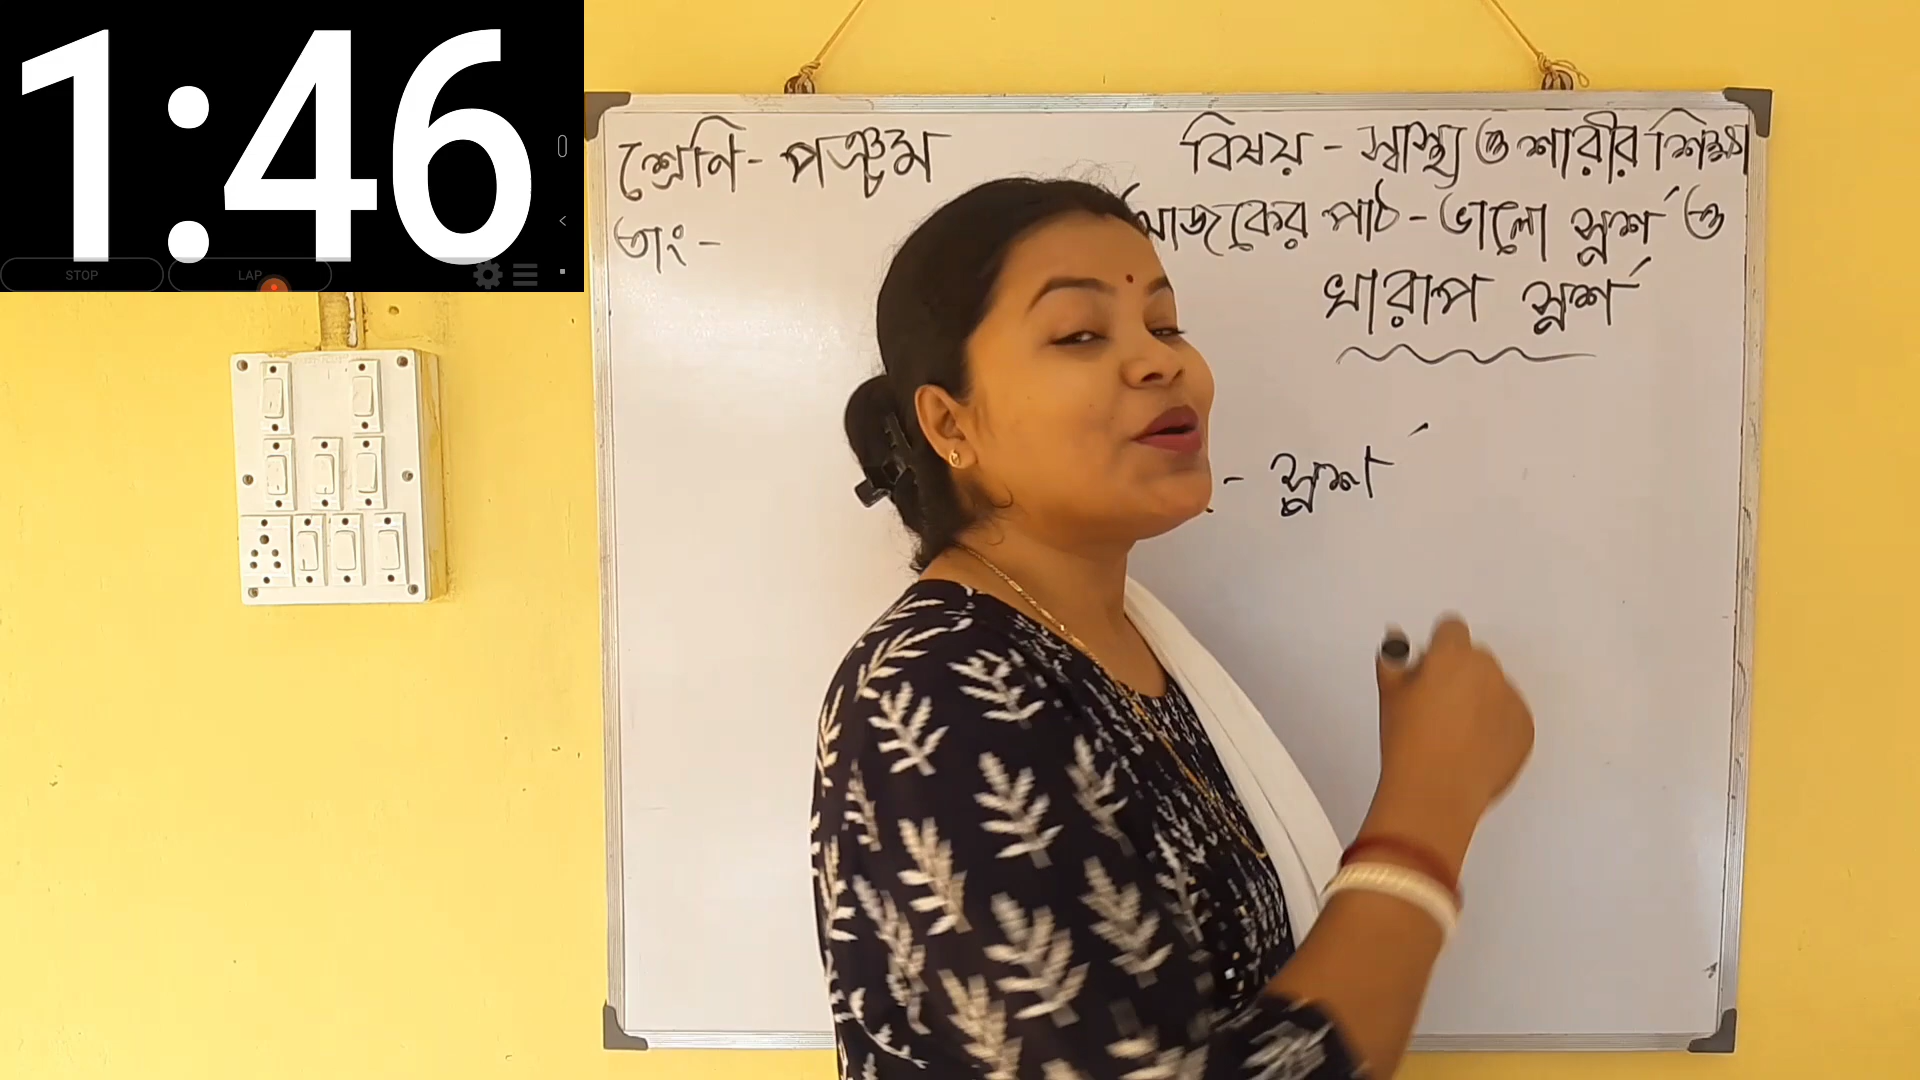 1:46
STOP LAP
শ্রেণি - পঞ্চম
বিষয় - স্বাস্থ্য ও শারীর শিক্ষা
তাং -
আজকের পাঠ - ভালো স্পর্শ ও
খারাপ স্পর্শ
- স্পর্শ